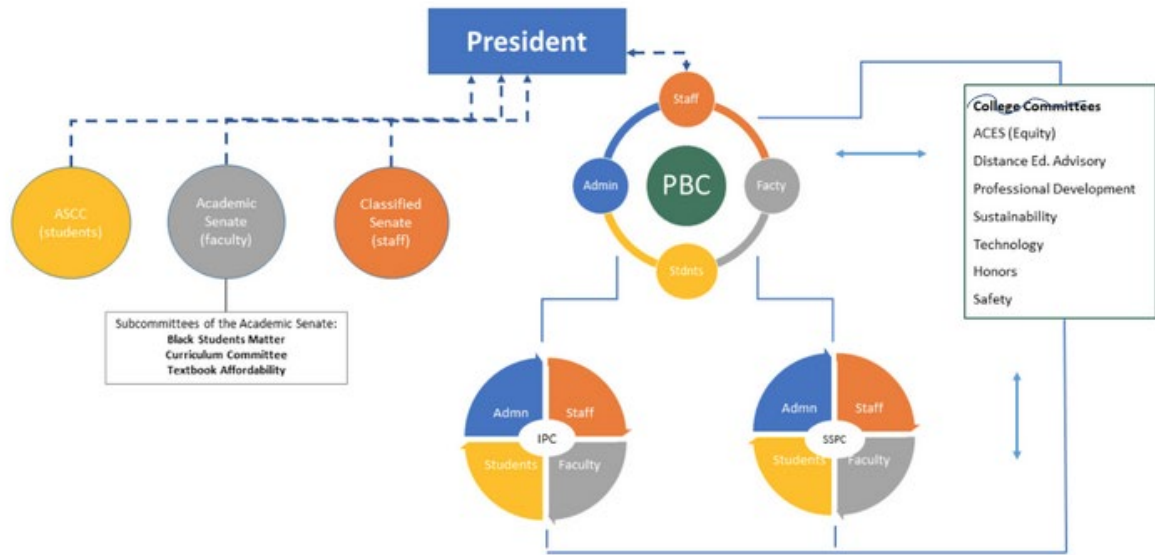 President
Staff
Admin
PBC
Facty
Stdnts
ASCC
(students)
Academic
Senate
(faculty)
Classified
Senate
(staff)
Subcommittees of the Academic Senate:
Black Students Matter
Curriculum Committee
Textbook Affordability
College Committees
ACES (Equity)
Distance Ed. Advisory
Professional Development
Sustainability
Technology
Honors
Safety
Admn
Staff
IPC
Students
Faculty
Admn
Staff
SSPC
Students
Faculty